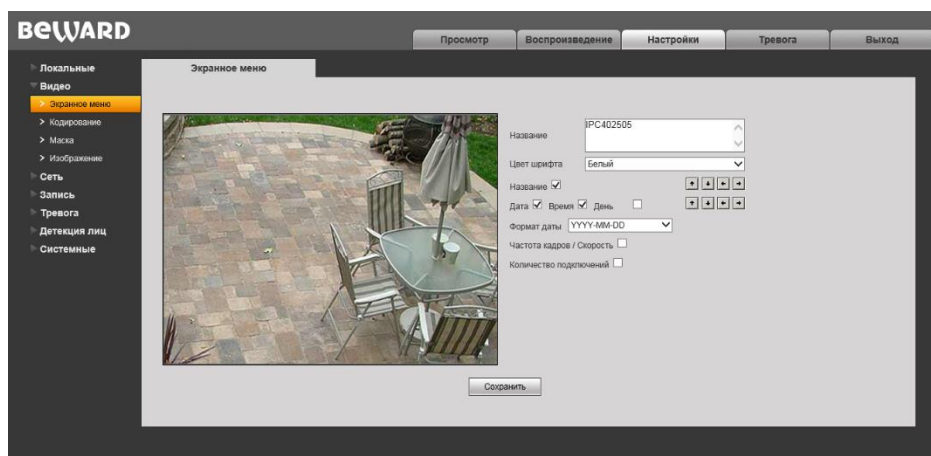 BEWARD
Просмотр Воспроизведение Настройки Тревога Выход
Локальные
Видео
> Экранное меню
> Кодирование
> Маска
> Изображение
Сеть
Запись
Тревога
Детекция лиц
Системные
Экранное меню
Название IPC402505
Цвет шрифта Белый
Название
Дата Время День
Формат даты YYYY-MM-DD
Частота кадров / Скорость
Количество подключений
Сохранить